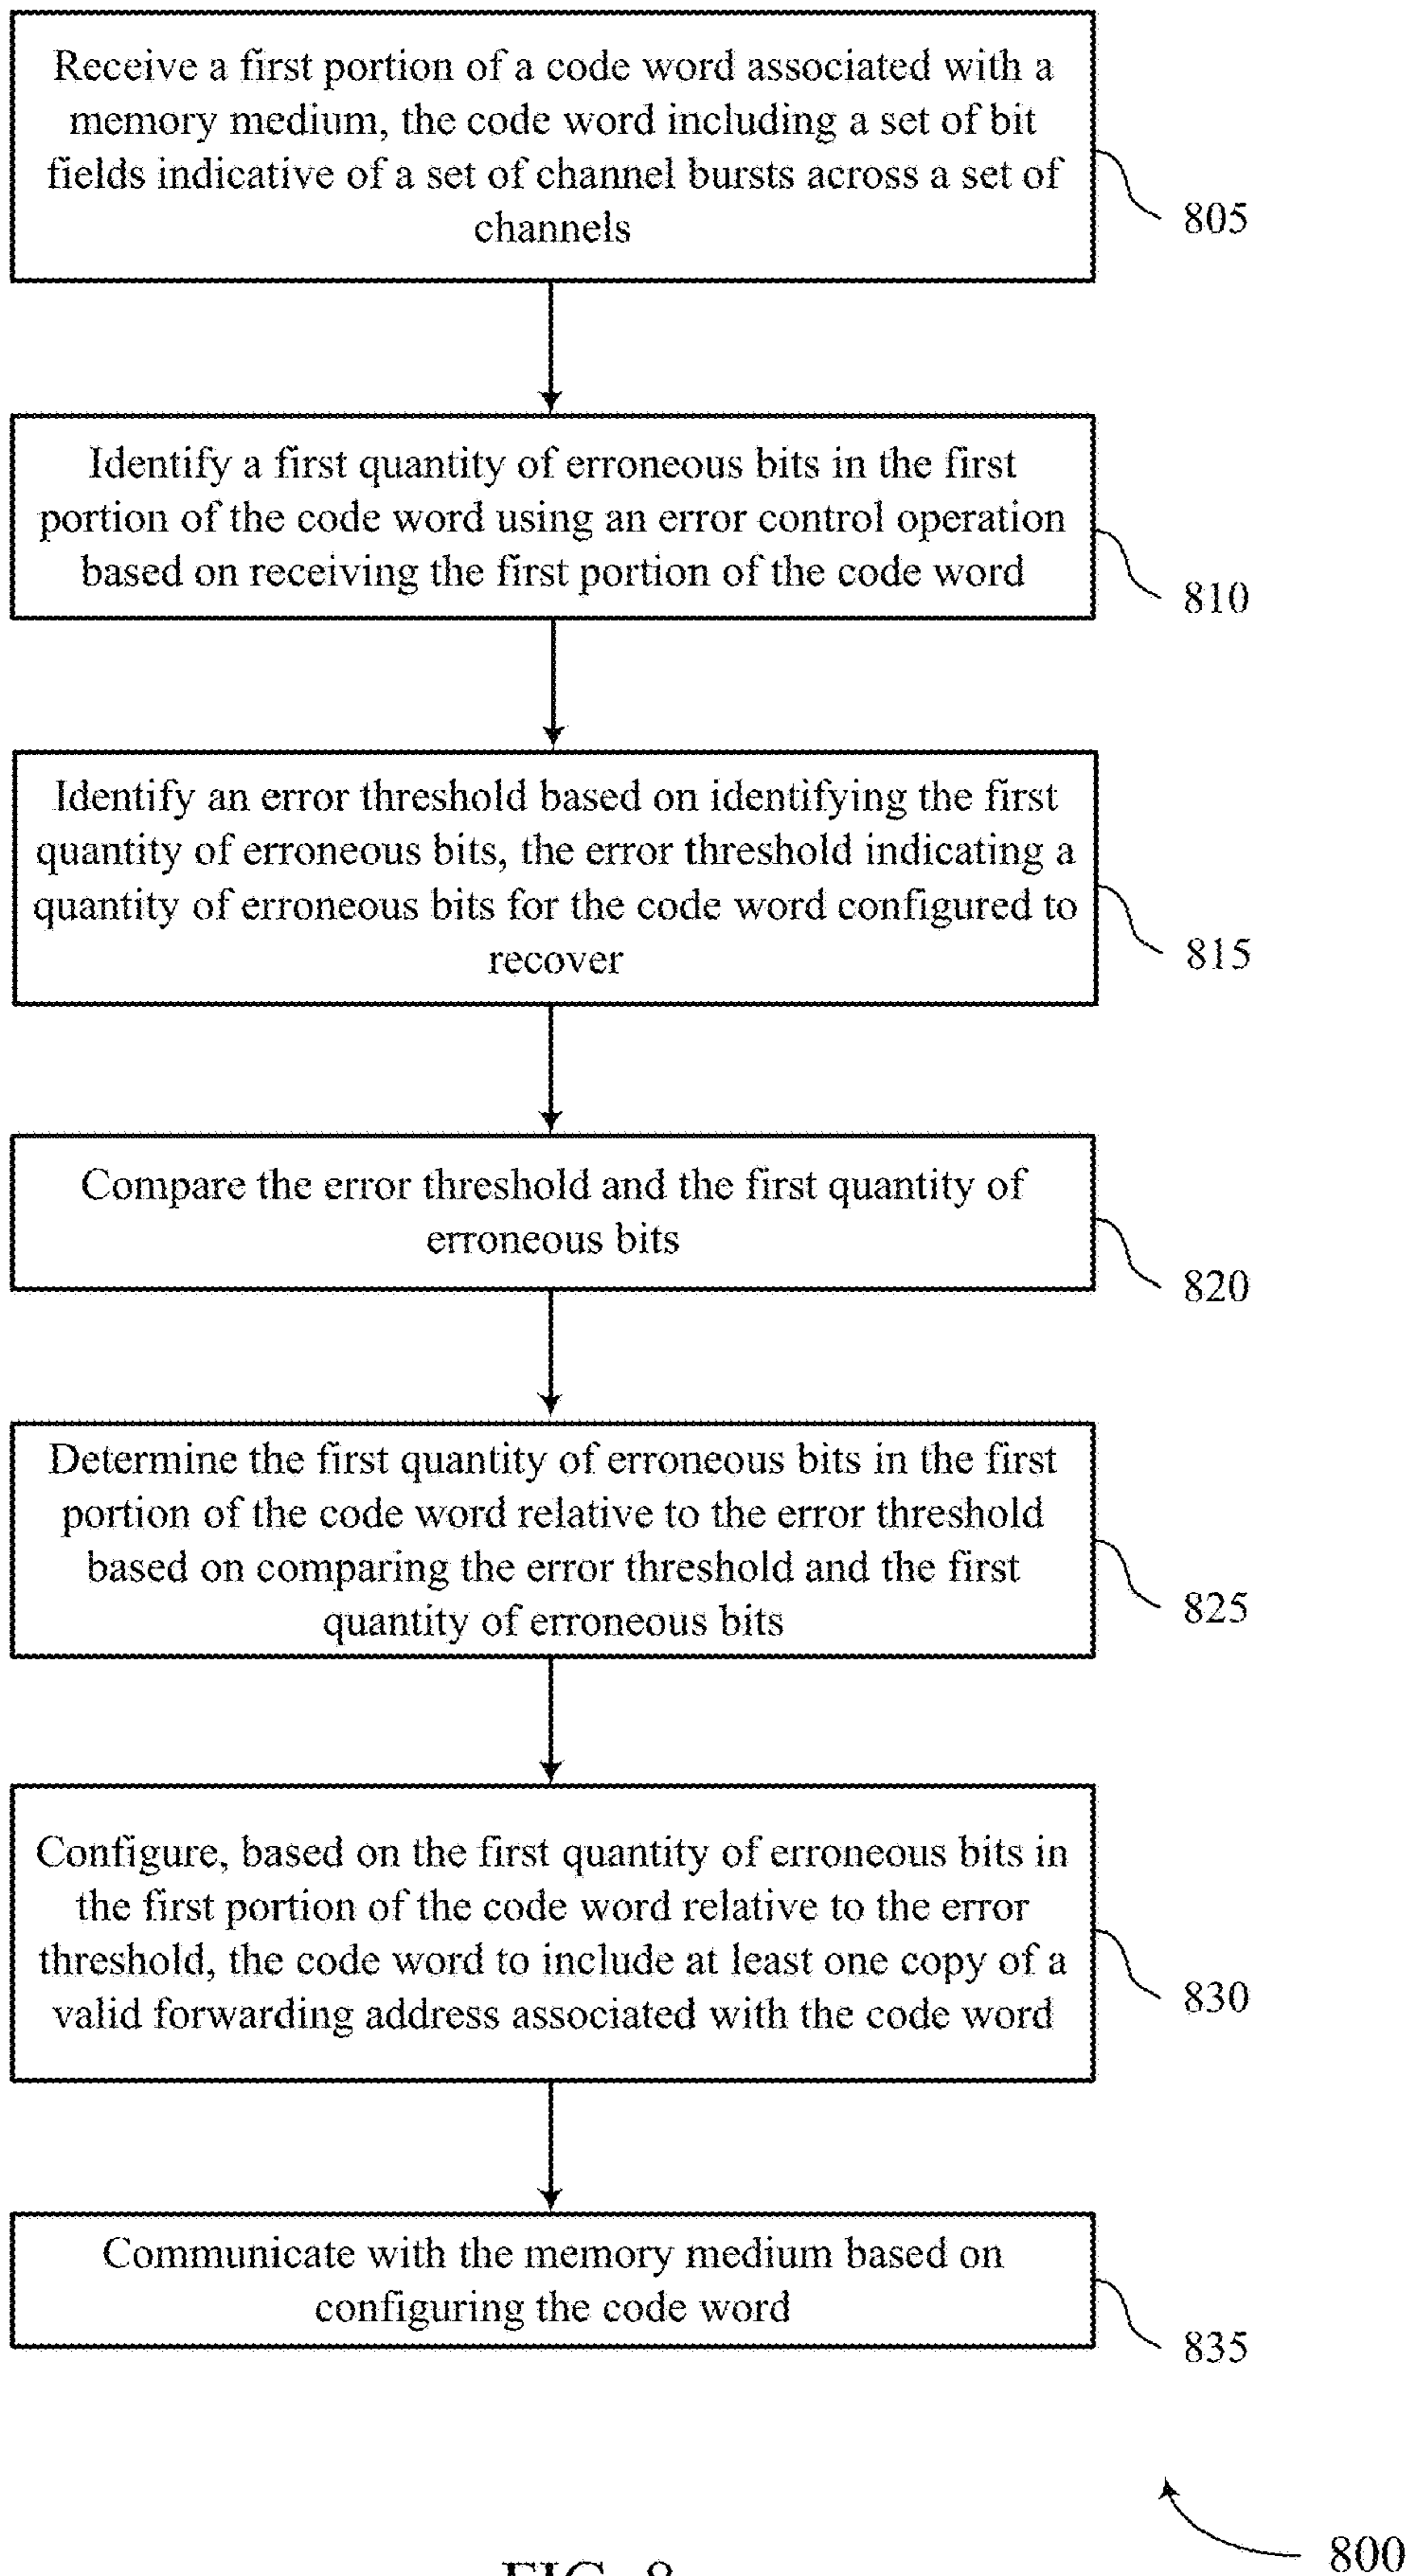 Receive a first portion of a code word associated with a
memory medium, the code word including a set of bit
fields indicative of a set of channel bursts across a set of
channels
805
Identify a first quantity of erroneous bits in the first
portion of the code word using an error control operation
based on receiving the first portion of the code word
810
Identify an error threshold based on identifying the first
quantity of erroneous bits, the error threshold indicating a
quantity of erroneous bits for the code word configured to
recover
815
Compare the error threshold and the first quantity of
erroneous bits
820
Determine the first quantity of erroneous bits in the first
portion of the code word relative to the error threshold
based on comparing the error threshold and the first
quantity of erroneous bits
825
Configure, based on the first quantity of erroneous bits in
the first portion of the code word relative to the error
threshold, the code word to include at least one copy of a
valid forwarding address associated with the code word
830
Communicate with the memory medium based on
configuring the code word
835
800
FIG. 8